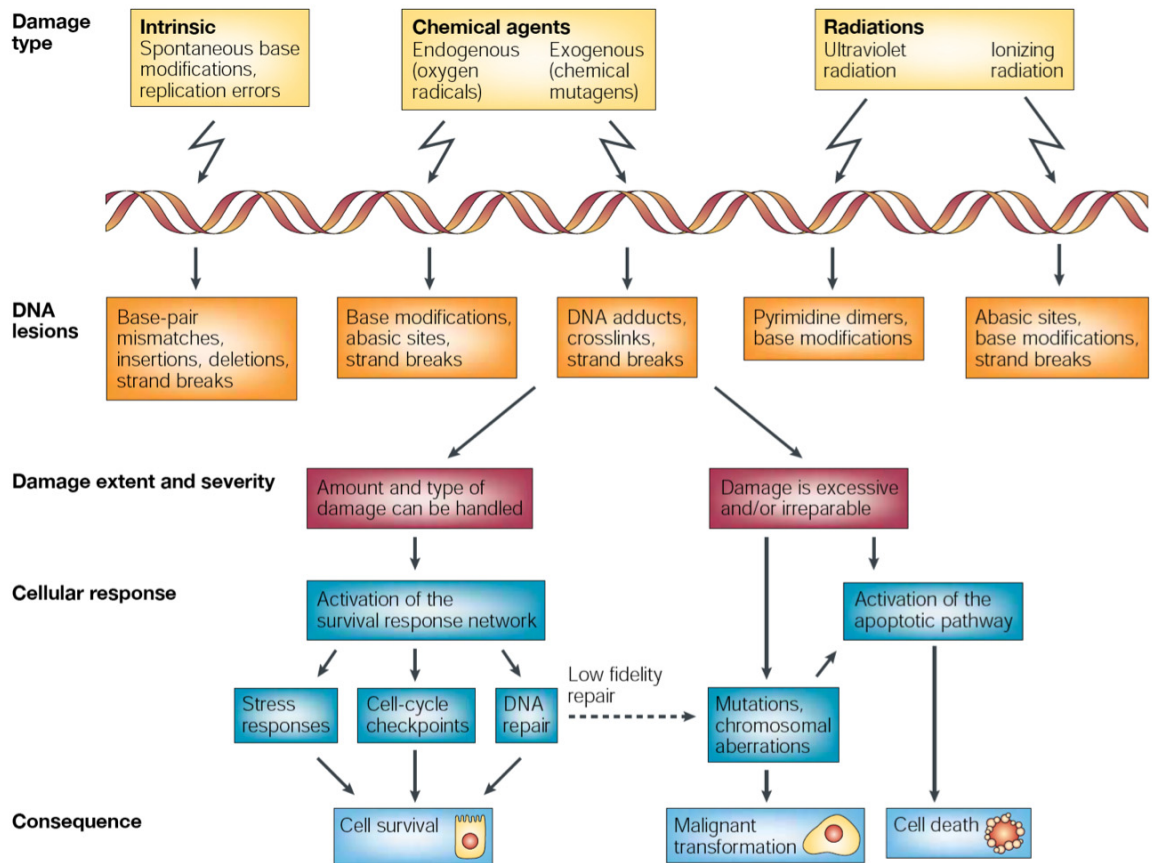 Damage
type
Intrinsic
Spontaneous base
modifications,
replication errors
Chemical agents
Endogenous
(oxygen
radicals)
Exogenous
(chemical
mutagens)
Radiations
Ultraviolet
radiation
Ionizing
radiation
DNA
lesions
Base-pair
mismatches,
insertions, deletions,
strand breaks
Base modifications,
abasic sites,
strand breaks
DNA adducts,
crosslinks,
strand breaks
Pyrimidine dimers,
base modifications
Abasic sites,
base modifications,
strand breaks
Damage extent and severity
Amount and type of
damage can be handled
Damage is excessive
and/or irreparable
Cellular response
Activation of the
survival response network
Activation of the
apoptotic pathway
Stress
responses
Cell-cycle
checkpoints
DNA
repair
Low fidelity
repair
Mutations,
chromosomal
aberrations
Consequence
Cell survival
Malignant
transformation
Cell death